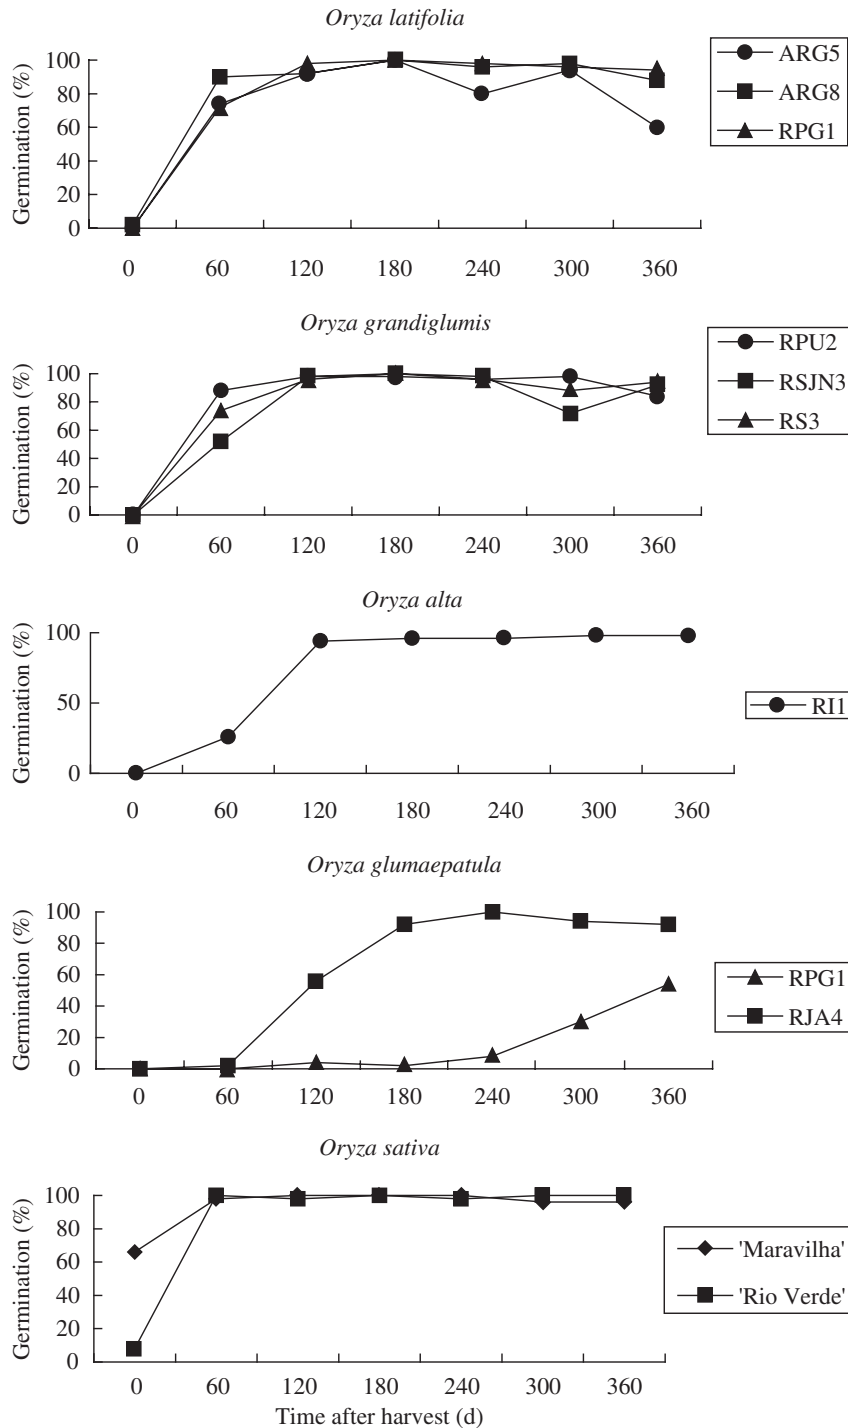 Oryza latifolia
Germination (%)
100
80
60
40
20
0
0 60 120 180 240 300 360
ARG5
ARG8
RPG1
Oryza grandiglumis
Germination (%)
100
80
60
40
20
0
0 60 120 180 240 300 360
RPU2
RSJN3
RS3
Oryza alta
Germination (%)
100
50
0
0 60 120 180 240 300 360
RI1
Oryza glumaepatula
Germination (%)
100
80
60
40
20
0
0 60 120 180 240 300 360
RPG1
RJA4
Oryza sativa
Germination (%)
100
80
60
40
20
0
0 60 120 180 240 300 360
Time after harvest (d)
'Maravilha'
'Rio Verde'